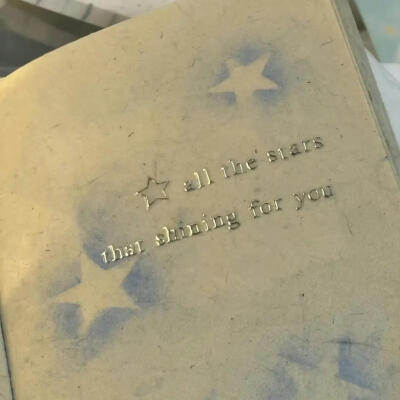 all the stars
that shining for you